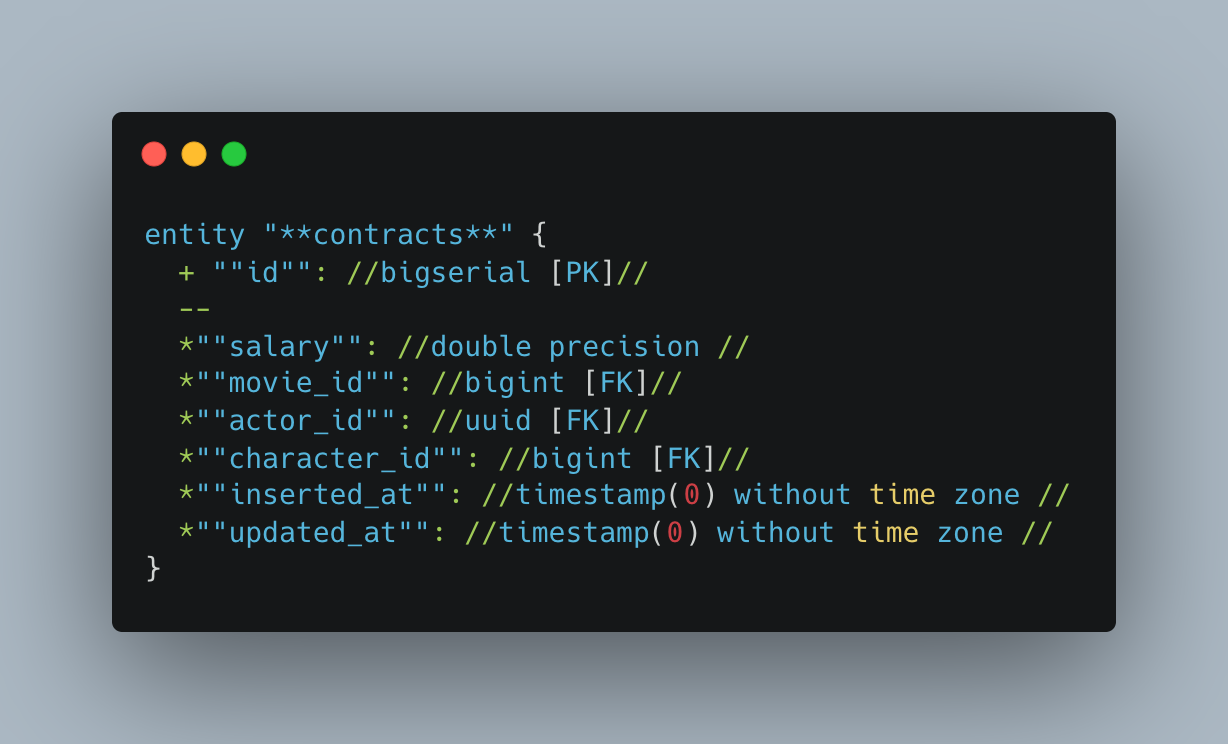 entity "**contracts**" {
  + ""id"": //bigserial [PK]//
  --
  *""salary"": //double precision //
  *""movie_id"": //bigint [FK]//
  *""actor_id"": //uuid [FK]//
  *""character_id"": //bigint [FK]//
  *""inserted_at"": //timestamp(0) without time zone //
  *""updated_at"": //timestamp(0) without time zone //
}